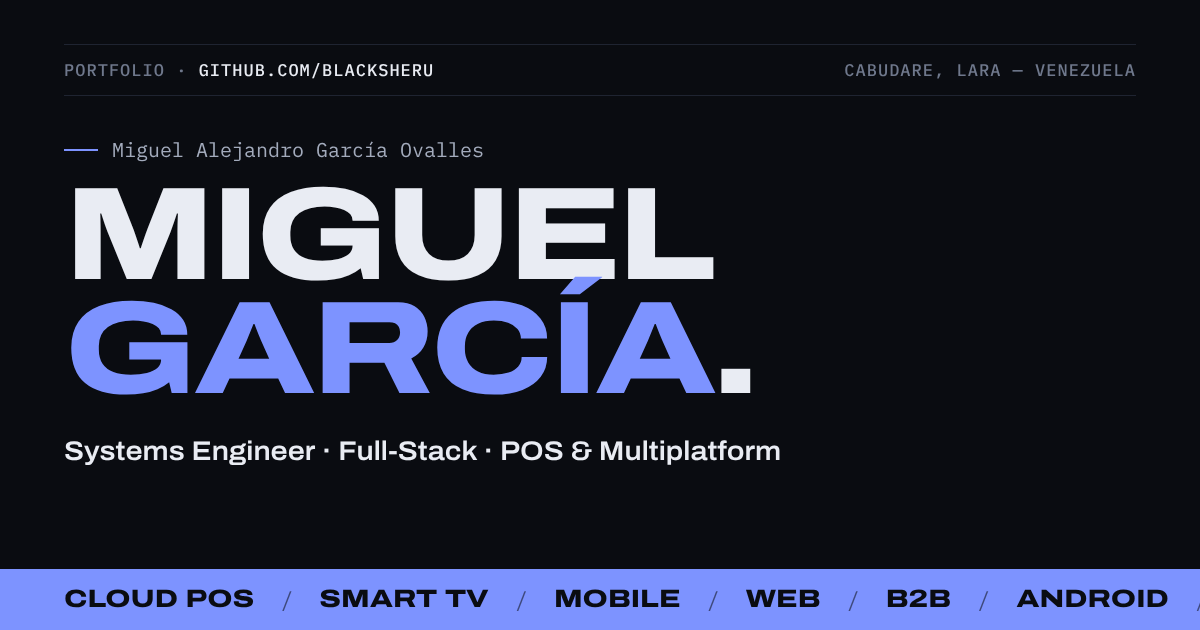 PORTFOLIO · GITHUB.COM/BLACKSHERU
CABUDARE, LARA — VENEZUELA
Miguel Alejandro García Ovalles
MIGUEL
GARCÍA.
Systems Engineer · Full-Stack · POS & Multiplatform
CLOUD POS / SMART TV / MOBILE / WEB / B2B / ANDROID /